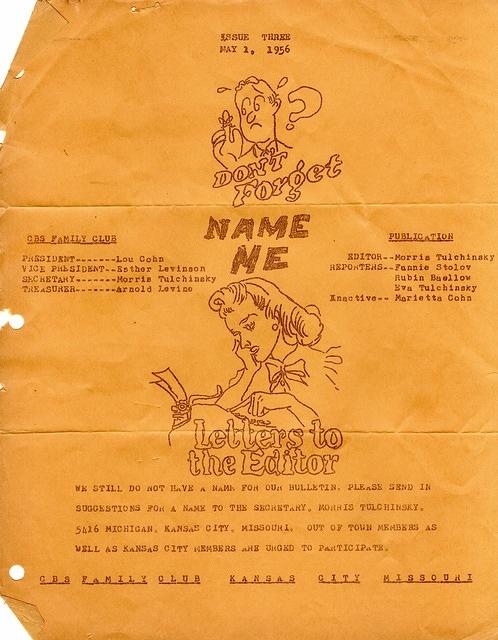 ISSUE THREE
MAY 1, 1956
?
DON'T
Forget
NAME
ME
CBS FAMILY CLUB
PRESIDENT-------Lou Cohn
VICE PRESIDENT--Esther Levinson
SECRETARY-------Morris Tulchinsky
TREASURER-------Arnold Levine
PUBLICATION
EDITOR--Morris Tulchinsky
REPORTERS--Fannie Stolov
Rubin Baellow
Eva Tulchinsky
Inactive-- Marietta Cohn
Letters to
the Editor
WE STILL DO NOT HAVE A NAME FOR OUR BULLETIN. PLEASE SEND IN
SUGGESTIONS FOR A NAME TO THE SECRETARY, MORRIS TULCHINSKY,
5416 MICHIGAN, KANSAS CITY, MISSOURI. OUT OF TOWN MEMBERS AS
WELL AS KANSAS CITY MEMBERS ARE URGED TO PARTICIPATE.
CBS FAMILY CLUB KANSAS CITY MISSOURI